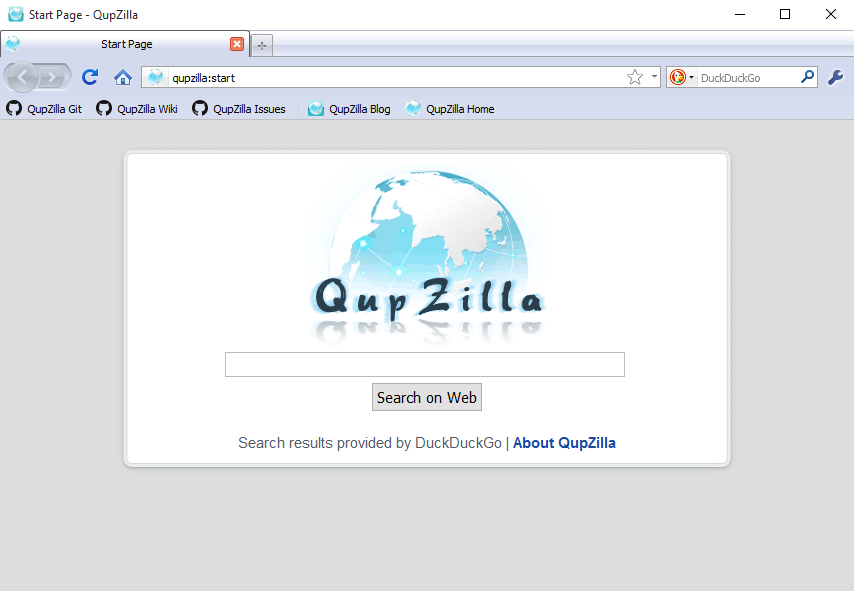 Start Page - QupZilla
Start Page
qupzilla:start
DuckDuckGo
QupZilla Git
QupZilla Wiki
QupZilla Issues
QupZilla Blog
QupZilla Home
QupZilla
Search on Web
Search results provided by DuckDuckGo | About QupZilla